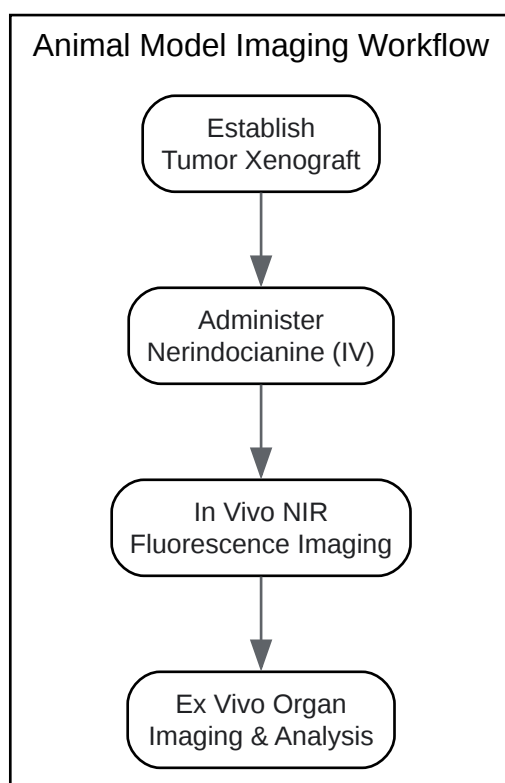 Animal Model Imaging Workflow
Establish
Tumor Xenograft
Administer
Nerindocianine (IV)
In Vivo NIR
Fluorescence Imaging
Ex Vivo Organ
Imaging & Analysis